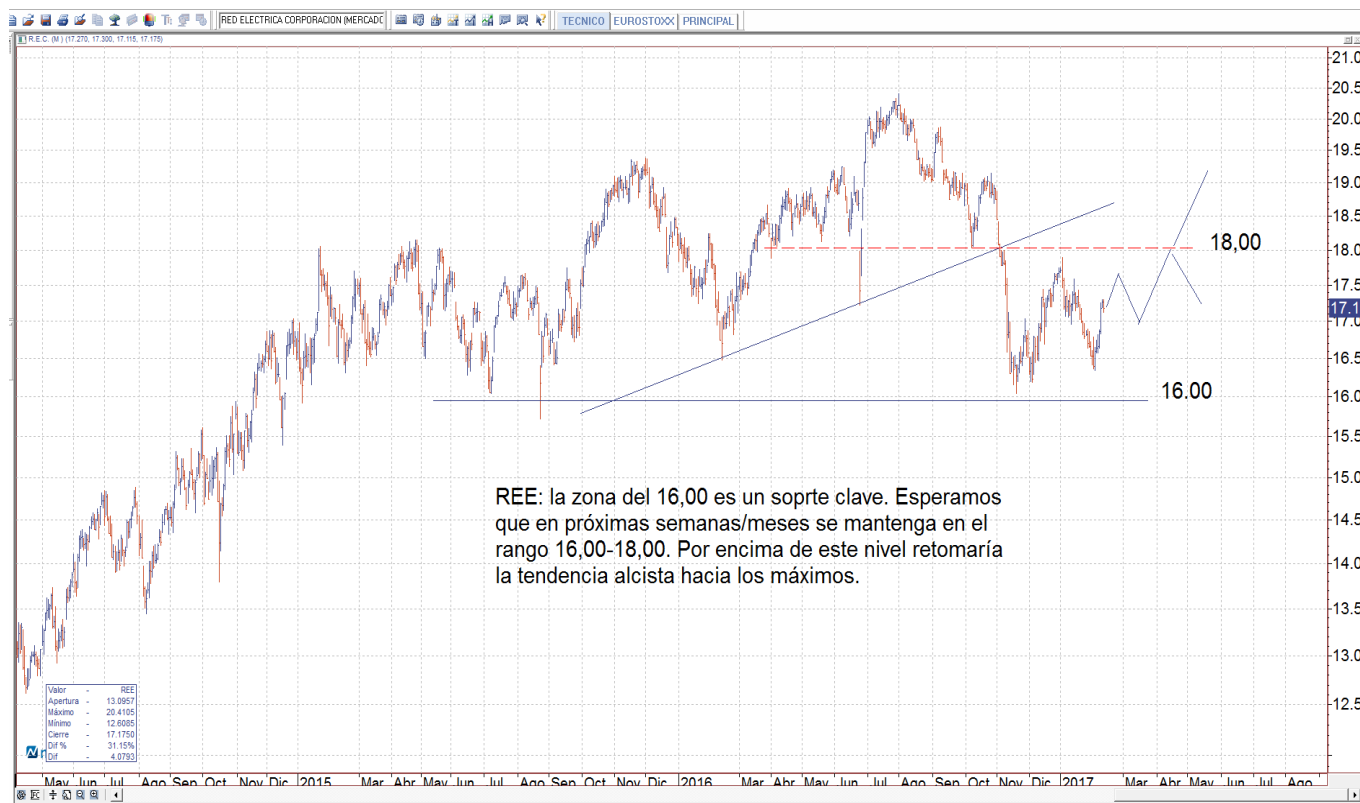 RED ELECTRICA CORPORACION (MERCADO
TECNICO EUROSTOXX PRINCIPAL
R.E.C. (M ) (17.270, 17.300, 17.115, 17.175)
21.0
20.5
20.0
19.5
19.0
18.5
18,00
18.0
17.5
17.1
17.0
16.5
16.00
16.0
15.5
15.0
REE: la zona del 16,00 es un soprte clave. Esperamos
que en próximas semanas/meses se mantenga en el
rango 16,00-18,00. Por encima de este nivel retomaría
la tendencia alcista hacia los máximos.
14.5
14.0
13.5
13.0
12.5
Valor - REE
Apertura - 13.0957
Máximo - 20.4105
Mínimo - 12.6085
Cierre - 17.1750
Dif % - 31.15%
Dif - 4.0793
May Jun Jul Ago Sep Oct Nov Dic 2015 Mar Abr May Jun Jul Ago Sep Oct Nov Dic 2016 Mar Abr May Jun Jul Ago Sep Oct Nov Dic 2017 Mar Abr May Jun Jul Ago